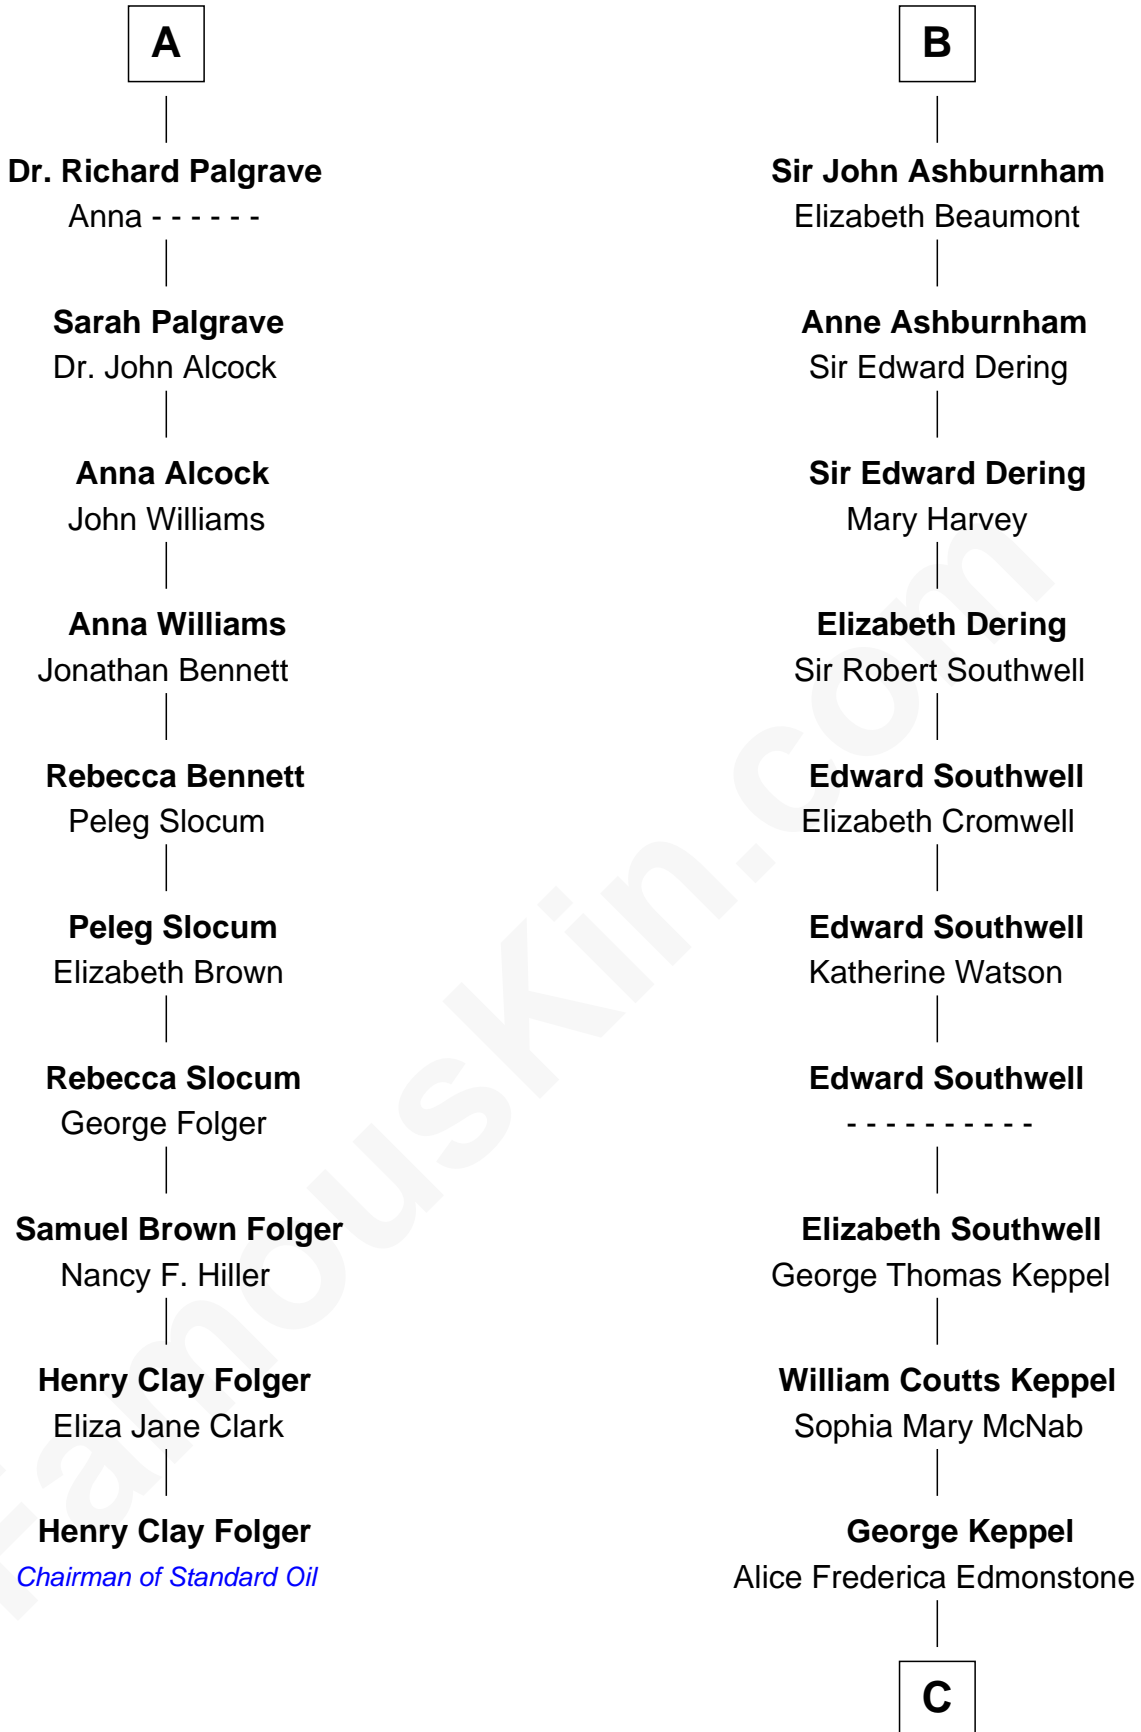 A
Dr. Richard Palgrave
Anna - - - - - -
Sarah Palgrave
Dr. John Alcock
Anna Alcock
John Williams
Anna Williams
Jonathan Bennett
Rebecca Bennett
Peleg Slocum
Peleg Slocum
Elizabeth Brown
Rebecca Slocum
George Folger
Samuel Brown Folger
Nancy F. Hiller
Henry Clay Folger
Eliza Jane Clark
Henry Clay Folger
Chairman of Standard Oil
B
Sir John Ashburnham
Elizabeth Beaumont
Anne Ashburnham
Sir Edward Dering
Sir Edward Dering
Mary Harvey
Elizabeth Dering
Sir Robert Southwell
Edward Southwell
Elizabeth Cromwell
Edward Southwell
Katherine Watson
Edward Southwell
- - - - - - - - - -
Elizabeth Southwell
George Thomas Keppel
William Coutts Keppel
Sophia Mary McNab
George Keppel
Alice Frederica Edmonstone
C
FamousKin.com